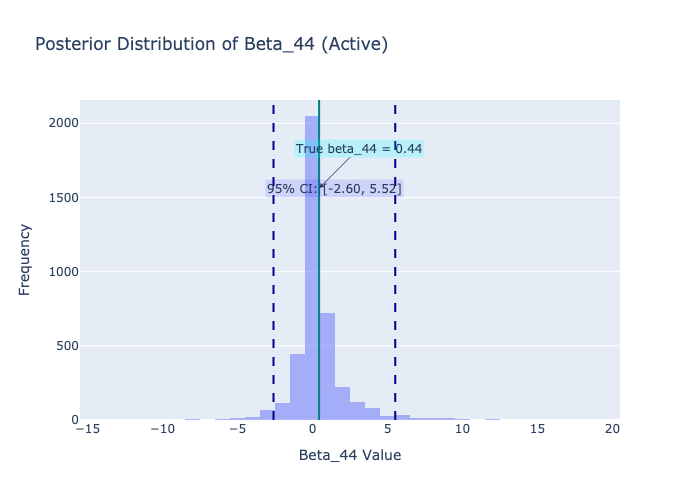 Posterior Distribution of Beta_44 (Active)
2000
True beta_44 = 0.44
95% CI: [-2.60, 5.52]
1500
Frequency
1000
500
0
−15 −10 −5 0 5 10 15 20
Beta_44 Value